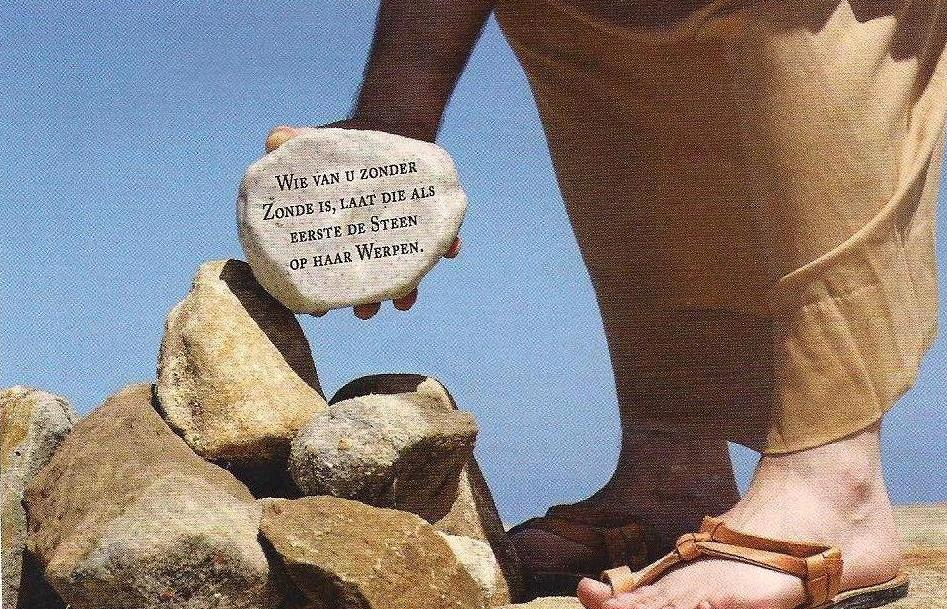 Wie van u zonder
Zonde is, laat die als
eerste de Steen
op haar Werpen.